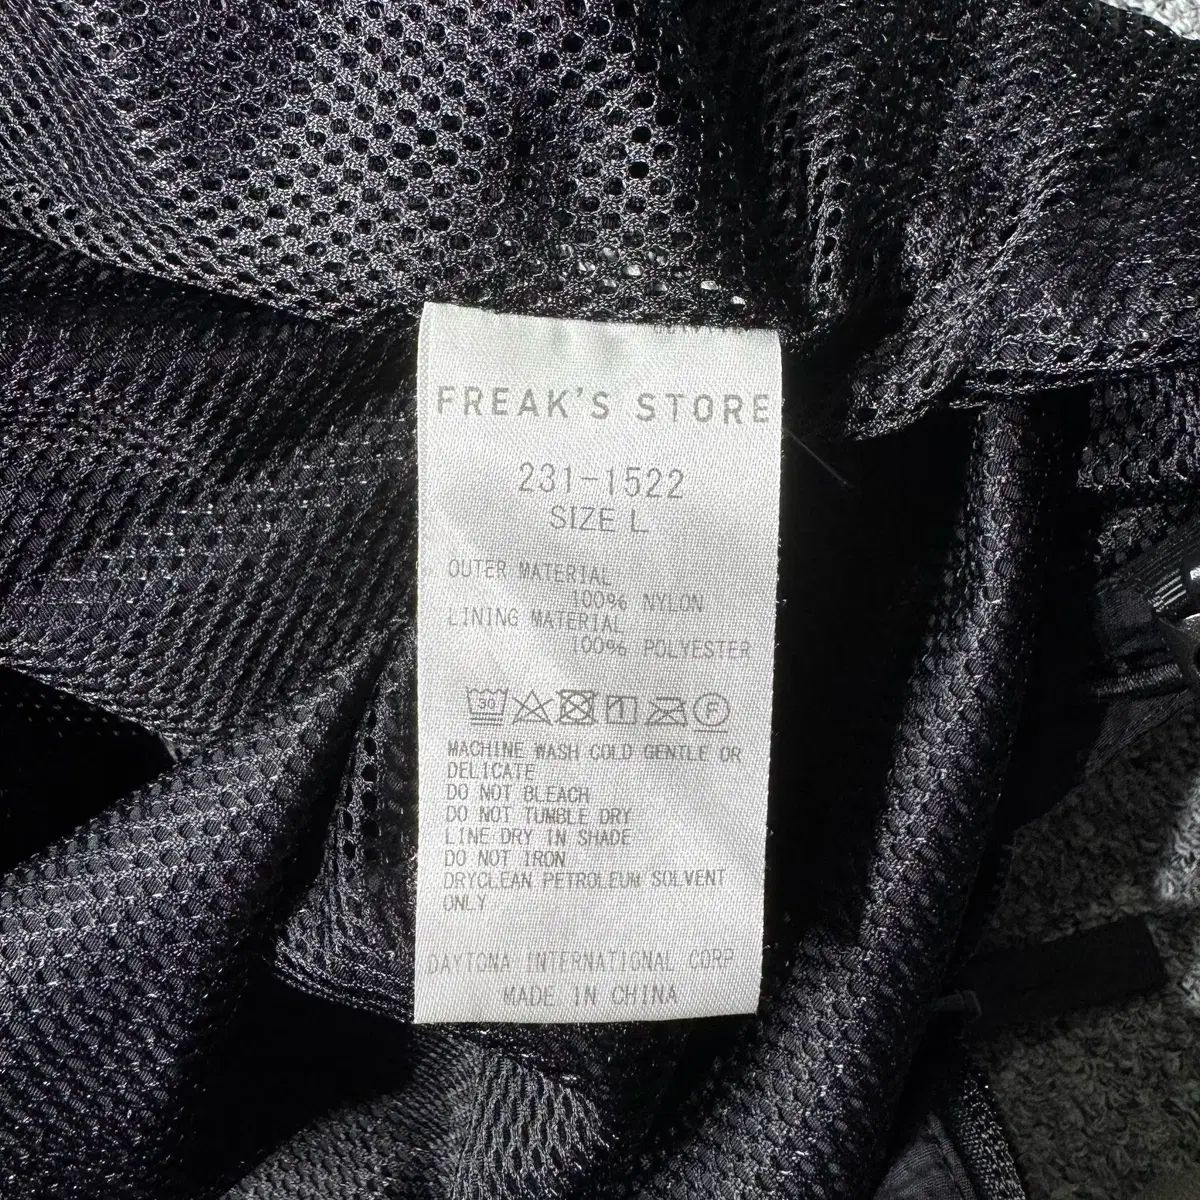 FREAK'S STORE
231-1522
SIZE L
OUTER MATERIAL
100% NYLON
LINING MATERIAL
100% POLYESTER
30 F
MACHINE WASH COLD GENTLE OR
DELICATE
DO NOT BLEACH
DO NOT TUMBLE DRY
LINE DRY IN SHADE
DO NOT IRON
DRYCLEAN PETROLEUM SOLVENT
ONLY
DAYTONA INTERNATIONAL CORP
MADE IN CHINA